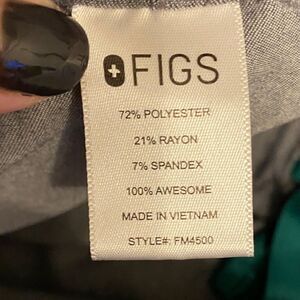 FIGS
72% POLYESTER
21% RAYON
7% SPANDEX
100% AWESOME
MADE IN VIETNAM
STYLE#: FM4500